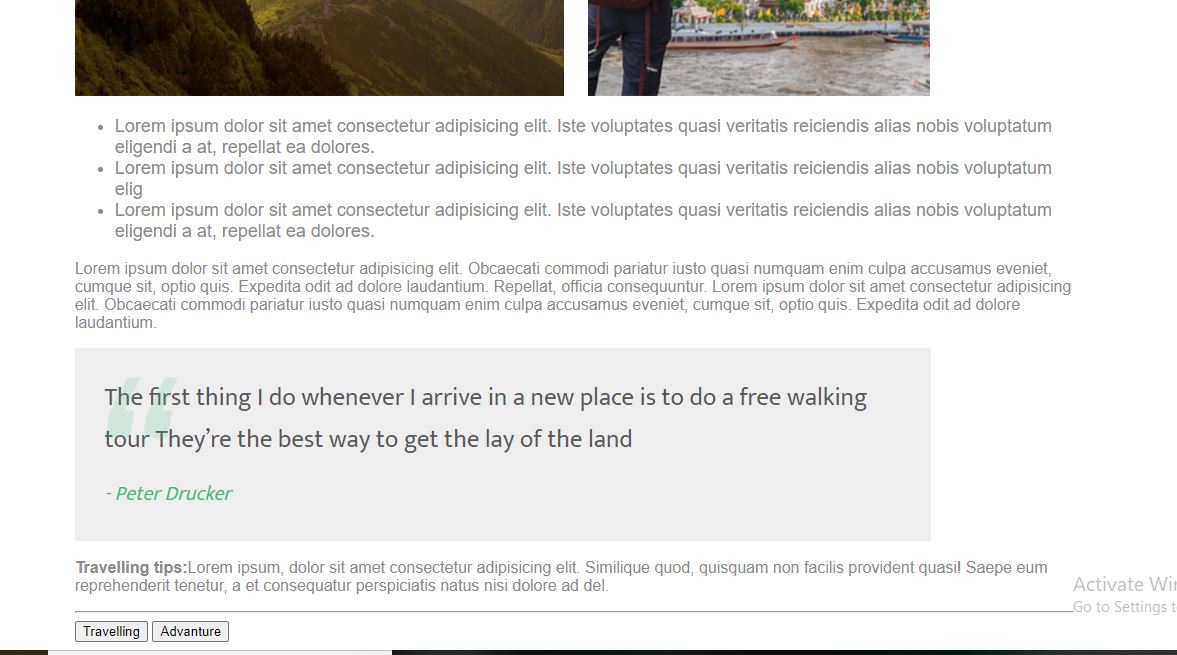 Lorem ipsum dolor sit amet consectetur adipisicing elit. Iste voluptates quasi veritatis reiciendis alias nobis voluptatum
eligendi a at, repellat ea dolores.
Lorem ipsum dolor sit amet consectetur adipisicing elit. Iste voluptates quasi veritatis reiciendis alias nobis voluptatum
elig
Lorem ipsum dolor sit amet consectetur adipisicing elit. Iste voluptates quasi veritatis reiciendis alias nobis voluptatum
eligendi a at, repellat ea dolores.
Lorem ipsum dolor sit amet consectetur adipisicing elit. Obcaecati commodi pariatur iusto quasi numquam enim culpa accusamus eveniet,
cumque sit, optio quis. Expedita odit ad dolore laudantium. Repellat, officia consequuntur. Lorem ipsum dolor sit amet consectetur adipisicing
elit. Obcaecati commodi pariatur iusto quasi numquam enim culpa accusamus eveniet, cumque sit, optio quis. Expedita odit ad dolore
laudantium.
“
The first thing I do whenever I arrive in a new place is to do a free walking
tour They’re the best way to get the lay of the land
- Peter Drucker
Travelling tips:Lorem ipsum, dolor sit amet consectetur adipisicing elit. Similique quod, quisquam non facilis provident quasi! Saepe eum
reprehenderit tenetur, a et consequatur perspiciatis natus nisi dolore ad del.
Activate Wi
Go to Settings t
Travelling Advanture